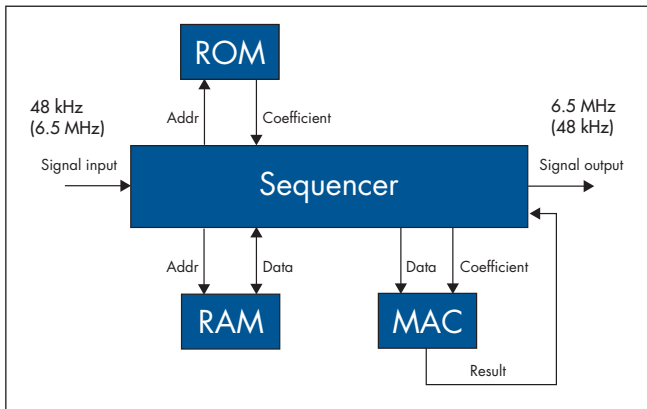 ROM
48 kHz
(6.5 MHz)
6.5 MHz
(48 kHz)
Addr
Coefficient
Signal input
Signal output
Sequencer
Addr
Data
Data
Coefficient
RAM
MAC
Result